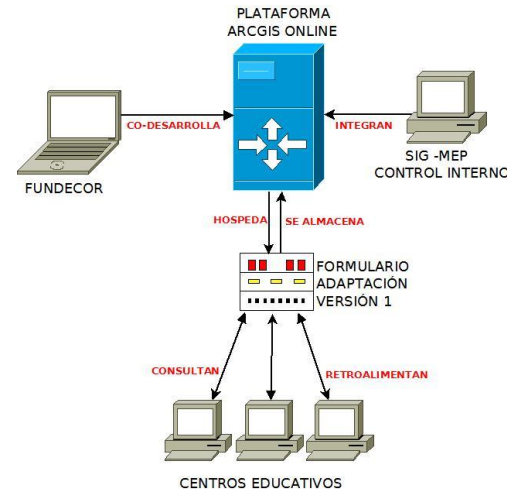 PLATAFORMA
ARCGIS ONLINE
CO-DESARROLLA
INTEGRAN
FUNDECOR
SIG -MEP
CONTROL INTERNO
HOSPEDA
SE ALMACENA
FORMULARIO
ADAPTACIÓN
VERSIÓN 1
CONSULTAN
RETROALIMENTAN
CENTROS EDUCATIVOS